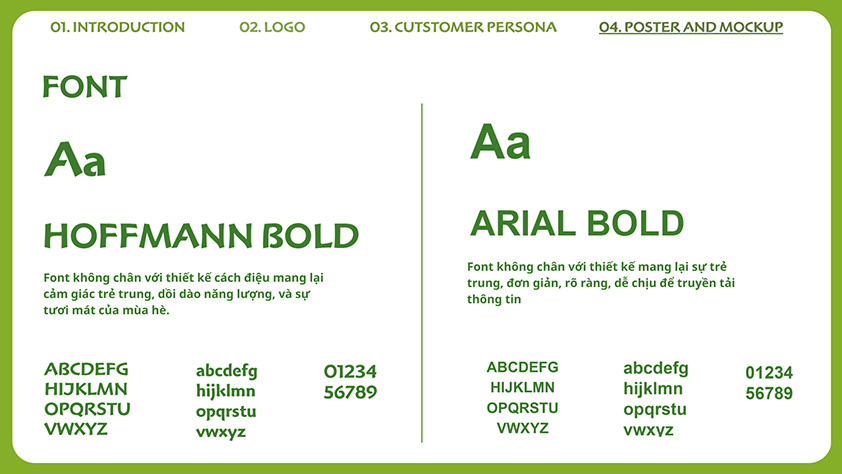 01. INTRODUCTION
02. LOGO
03. CUTSTOMER PERSONA
04. POSTER AND MOCKUP
FONT
Aa
HOFFMANN BOLD
Font không chân với thiết kế cách điệu mang lại
cảm giác trẻ trung, dồi dào năng lượng, và sự
tươi mát của mùa hè.
ABCDEFG
HIJKLMN
OPQRSTU
VWXYZ
abcdefg
hijklmn
opqrstu
vwxyz
01234
56789
Aa
ARIAL BOLD
Font không chân với thiết kế mang lại sự trẻ
trung, đơn giản, rõ ràng, dễ chịu để truyền tải
thông tin
ABCDEFG
HIJKLMN
OPQRSTU
VWXYZ
abcdefg
hijklmn
opqrstu
vwxyz
01234
56789